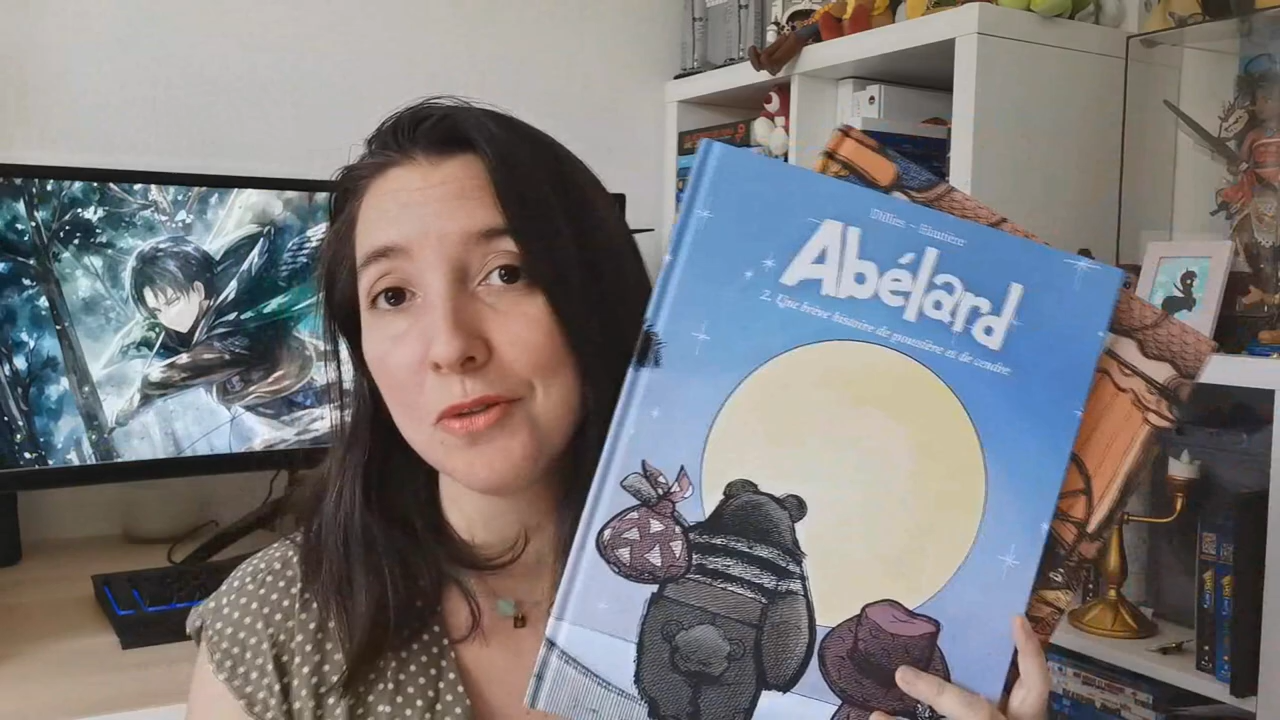 Dillies - Hautière
Abélard
2. Une brève histoire de poussière et de cendre